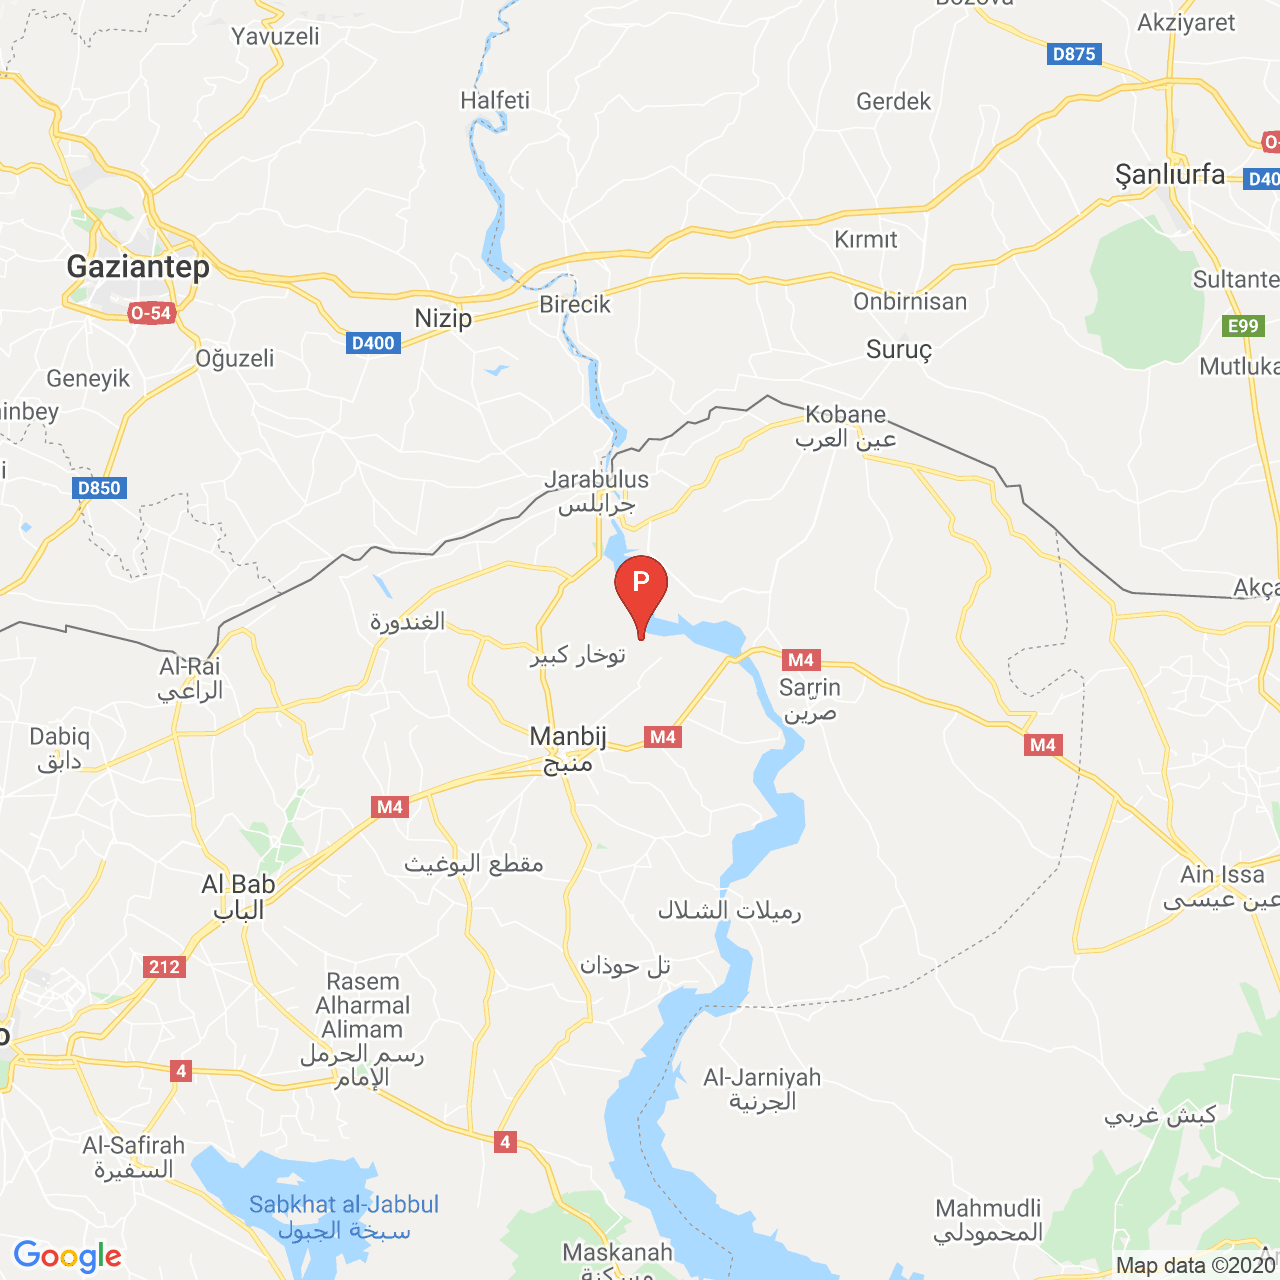 Yavuzeli
Akziyaret
D875
Halfeti
Gerdek
Şanlıurfa
Gaziantep
Kırmıt
Sultante
O-54
Nizip
Birecik
Onbirnisan
E99
D400
Oğuzeli
Suruç
Geneyik
Mutluka
inbey
Kobane
عين العرب
D850
Jarabulus
جرابلس
P
Akça
الغندورة
توخار كبير
Al-Rai
الراعي
M4
Sarrin
صرّين
Dabiq
دابق
Manbij
منبج
M4
M4
M4
مقطع البوغيث
Al Bab
الباب
Ain Issa
عين عيسى
رميلات الشلال
212
تل حوذان
Rasem
Alharmal
Alimam
رسم الحرمل
الإمام
4
Al-Jarniyah
الجرنية
كبش غربي
4
Al-Safirah
السفيرة
Sabkhat al-Jabbul
سبخة الجبول
Mahmudli
المحمودلي
Maskanah
مسكنة
Google
Map data ©2020